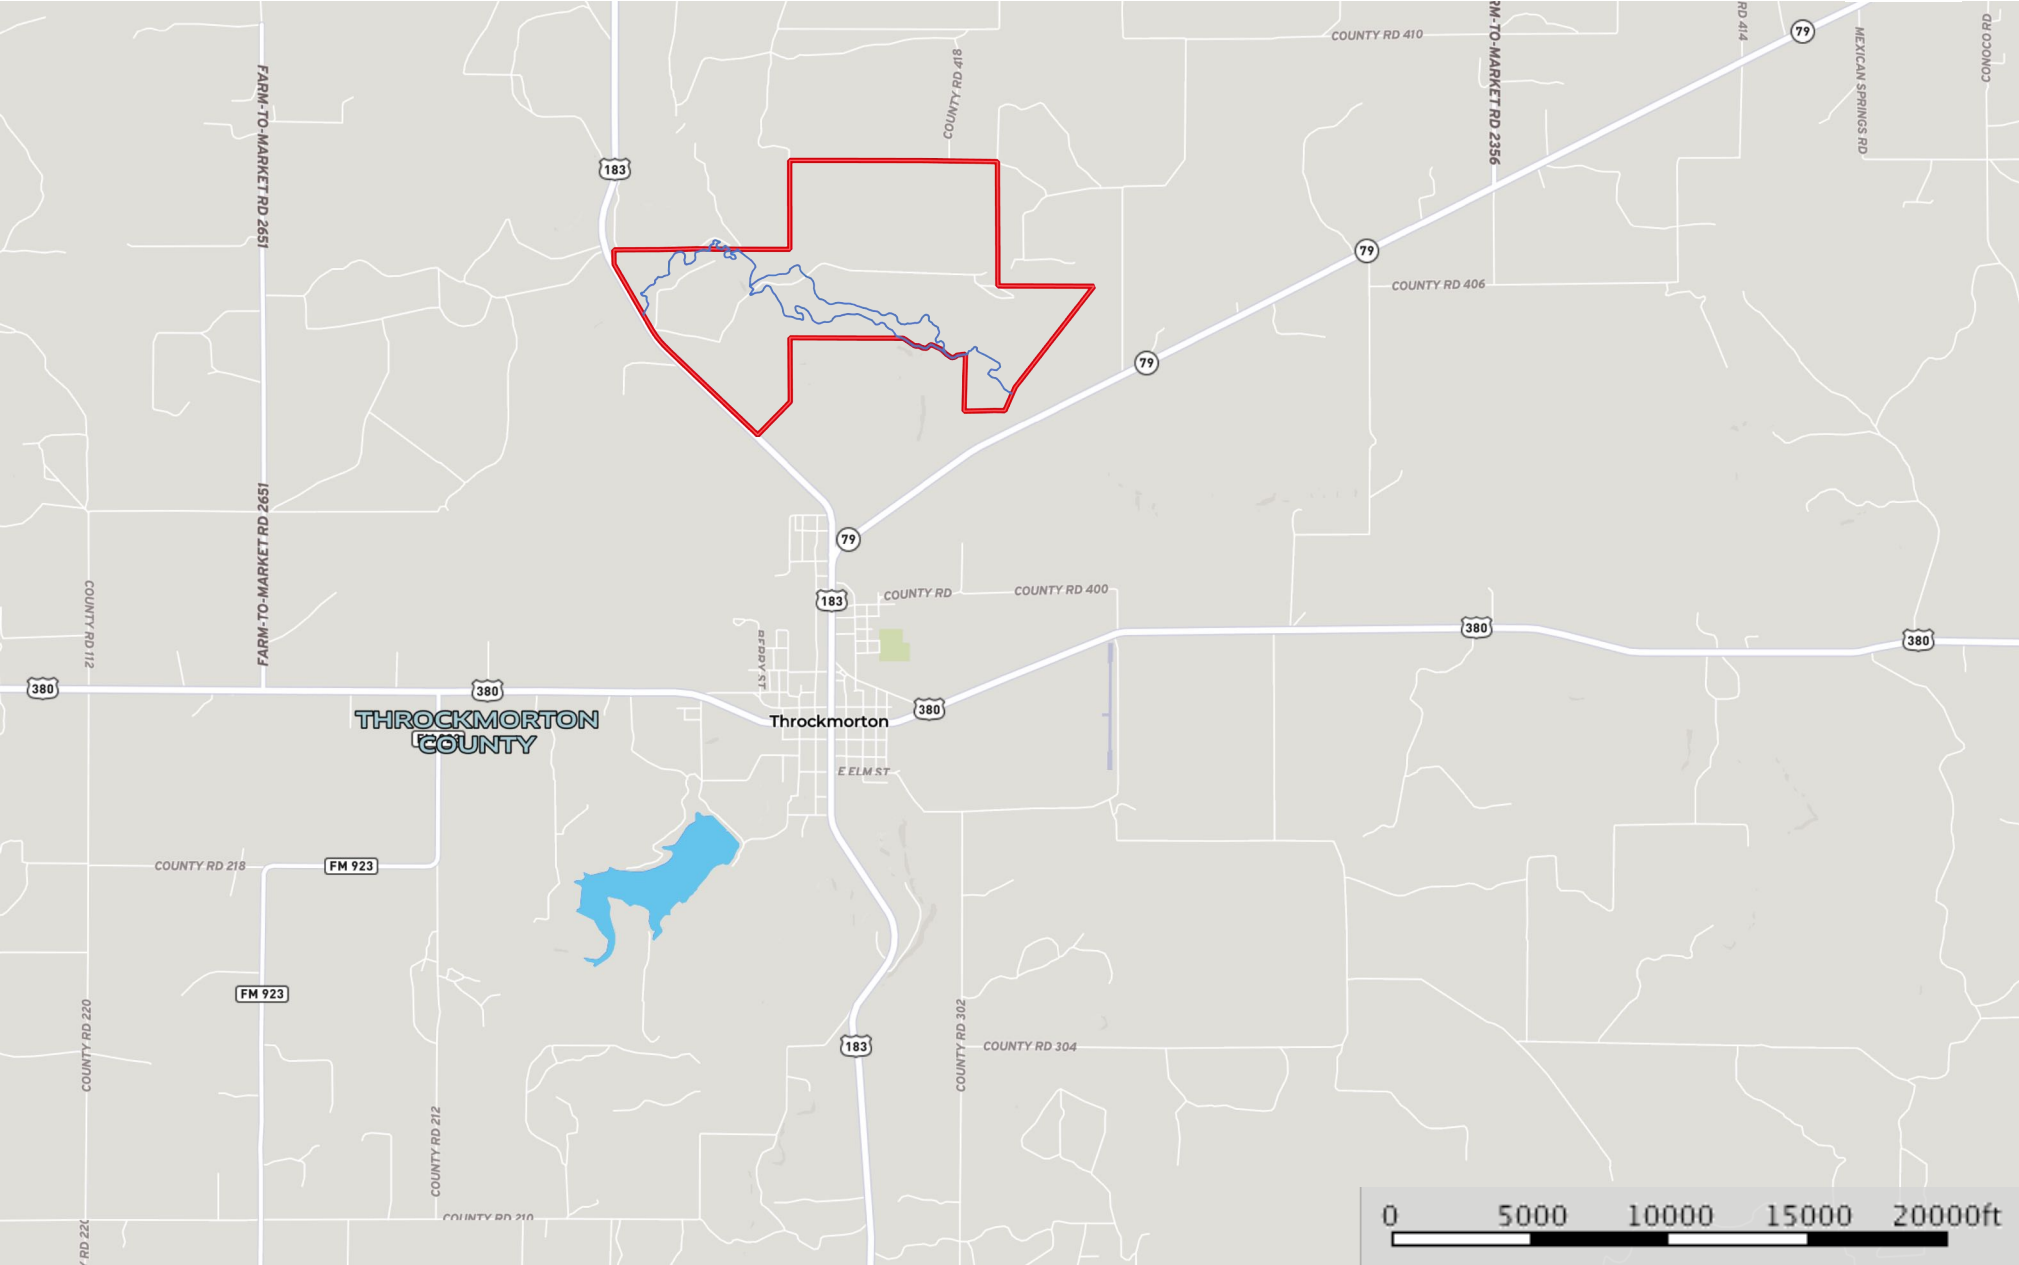 COUNTY RD 410
RM-TO-MARKET RD 2356
RD 414
79
MEXICAN SPRINGS RD
CONOCO RD
FARM-TO-MARKET RD 2651
COUNTY RD 418
183
79
COUNTY RD 406
79
FARM-TO-MARKET RD 2651
79
COUNTY RD 112
183
COUNTY RD
COUNTY RD 400
380
380
BERRY ST
380
380
380
THROCKMORTON
COUNTY
Throckmorton
E ELM ST
COUNTY RD 218
FM 923
FM 923
COUNTY RD 220
COUNTY RD 302
183
COUNTY RD 304
COUNTY RD 212
COUNTY RD 210
Y RD 220
0 5000 10000 15000 20000ft